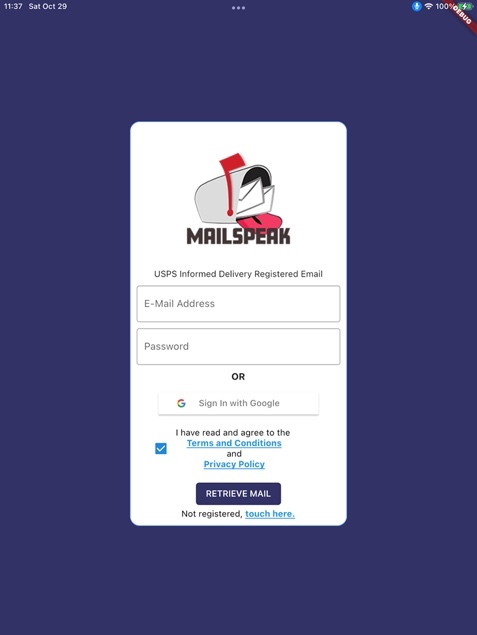 11:37 Sat Oct 29
100%
DEBUG
MAILSPEAK
USPS Informed Delivery Registered Email
E-Mail Address
Password
OR
Sign In with Google
I have read and agree to the
Terms and Conditions
and
Privacy Policy
RETRIEVE MAIL
Not registered, touch here.